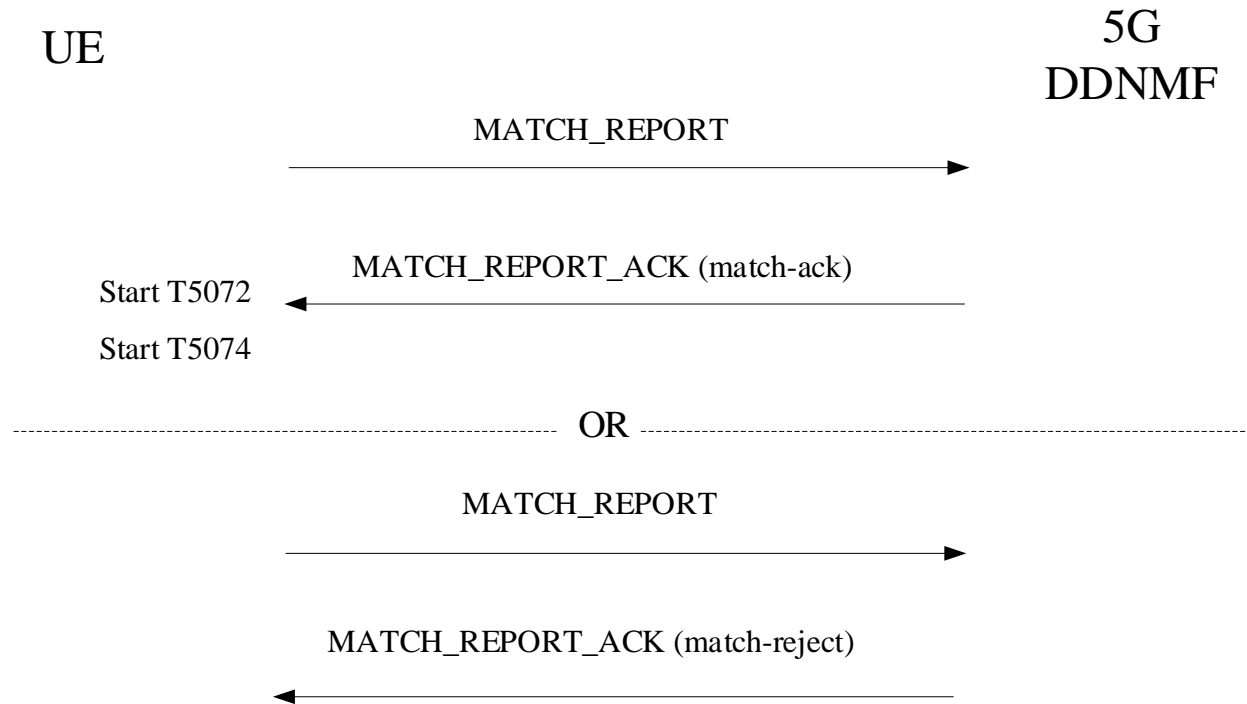 UE
5G
DDNMF
MATCH_REPORT
MATCH_REPORT_ACK (match-ack)
Start T5072
Start T5074
OR
MATCH_REPORT
MATCH_REPORT_ACK (match-reject)